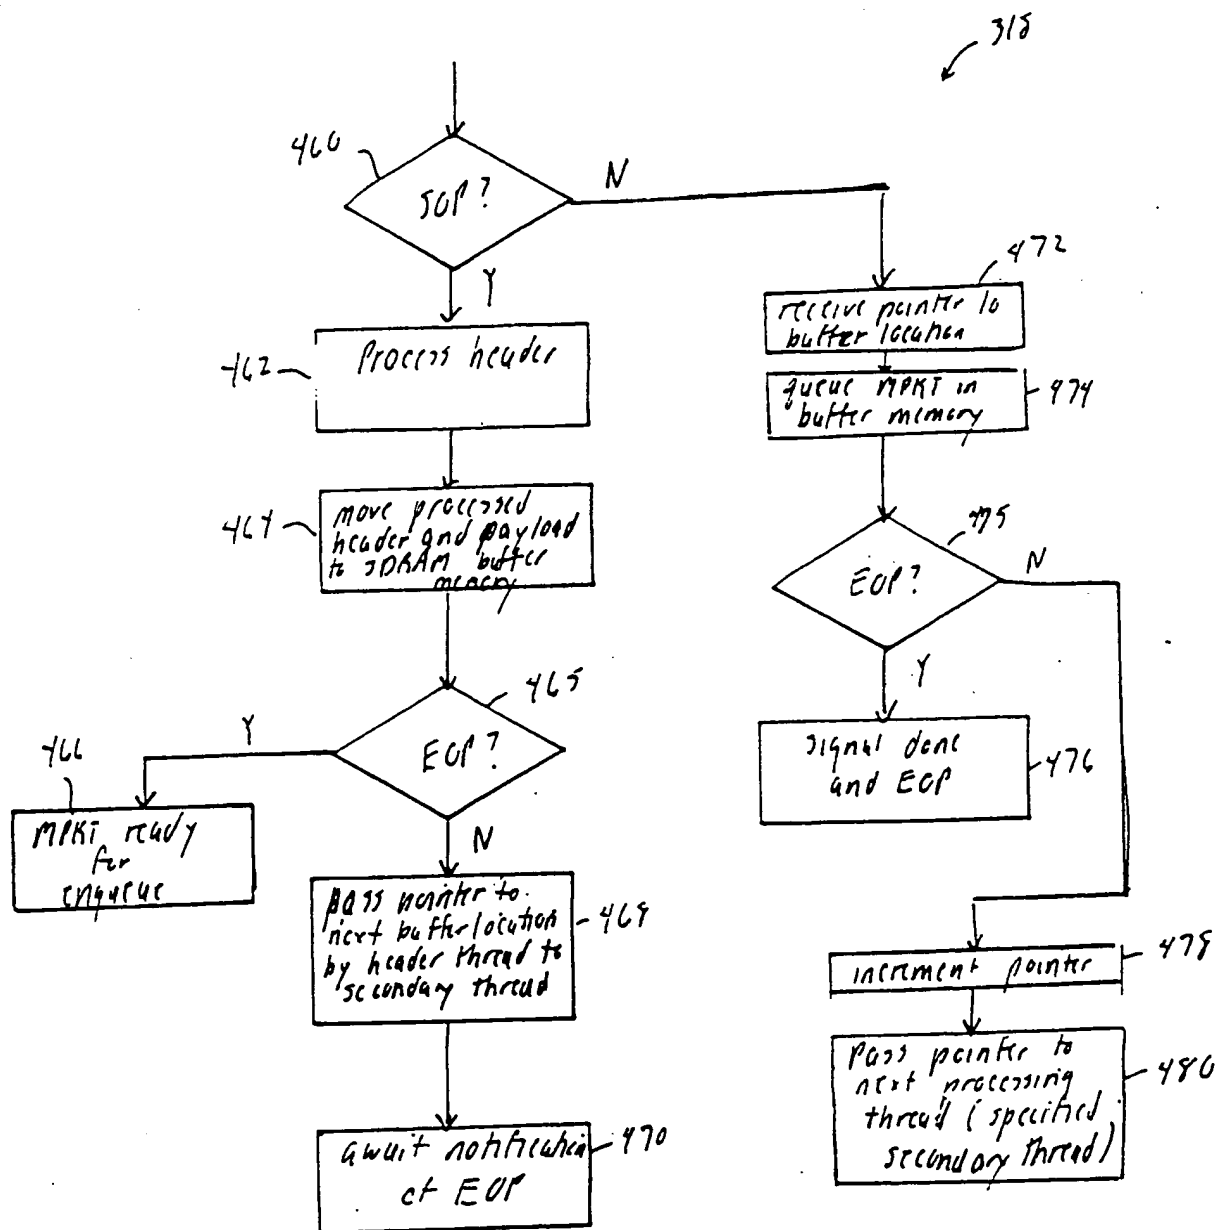 318
460
SOP?
N
Y
472
receive pointer to
buffer location
462
Process header
queue MPKT in
buffer memory
474
464
move processed
header and payload
to SDRAM buffer
memory
475
EOP?
N
Y
465
EOP?
Y
N
466
MPKT ready
for
enqueue
signal done
and EOP
476
pass pointer to
next buffer location
by header thread to
secondary thread
468
increment pointer
478
Pass pointer to
next processing
thread (specified
secondary thread)
480
await notification
of EOP
470